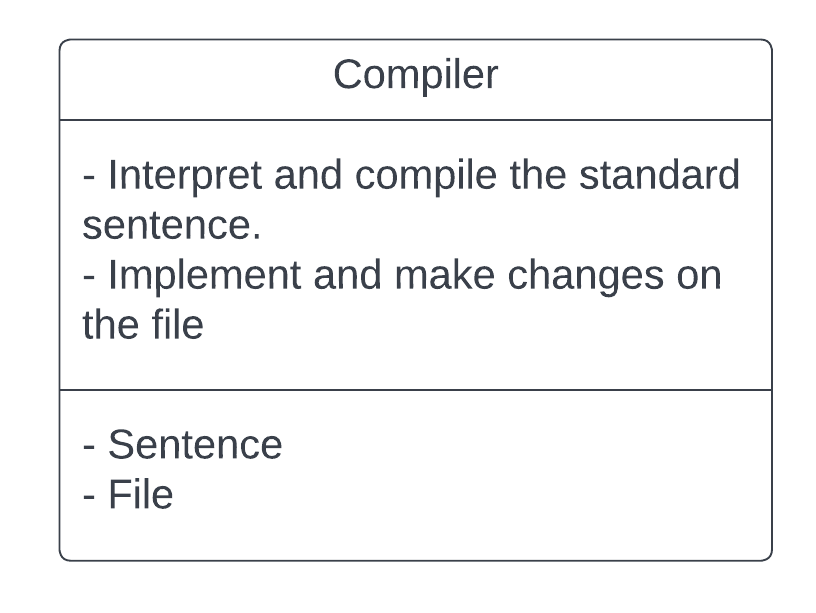 Compiler
- Interpret and compile the standard
sentence.
- Implement and make changes on
the file
- Sentence
- File